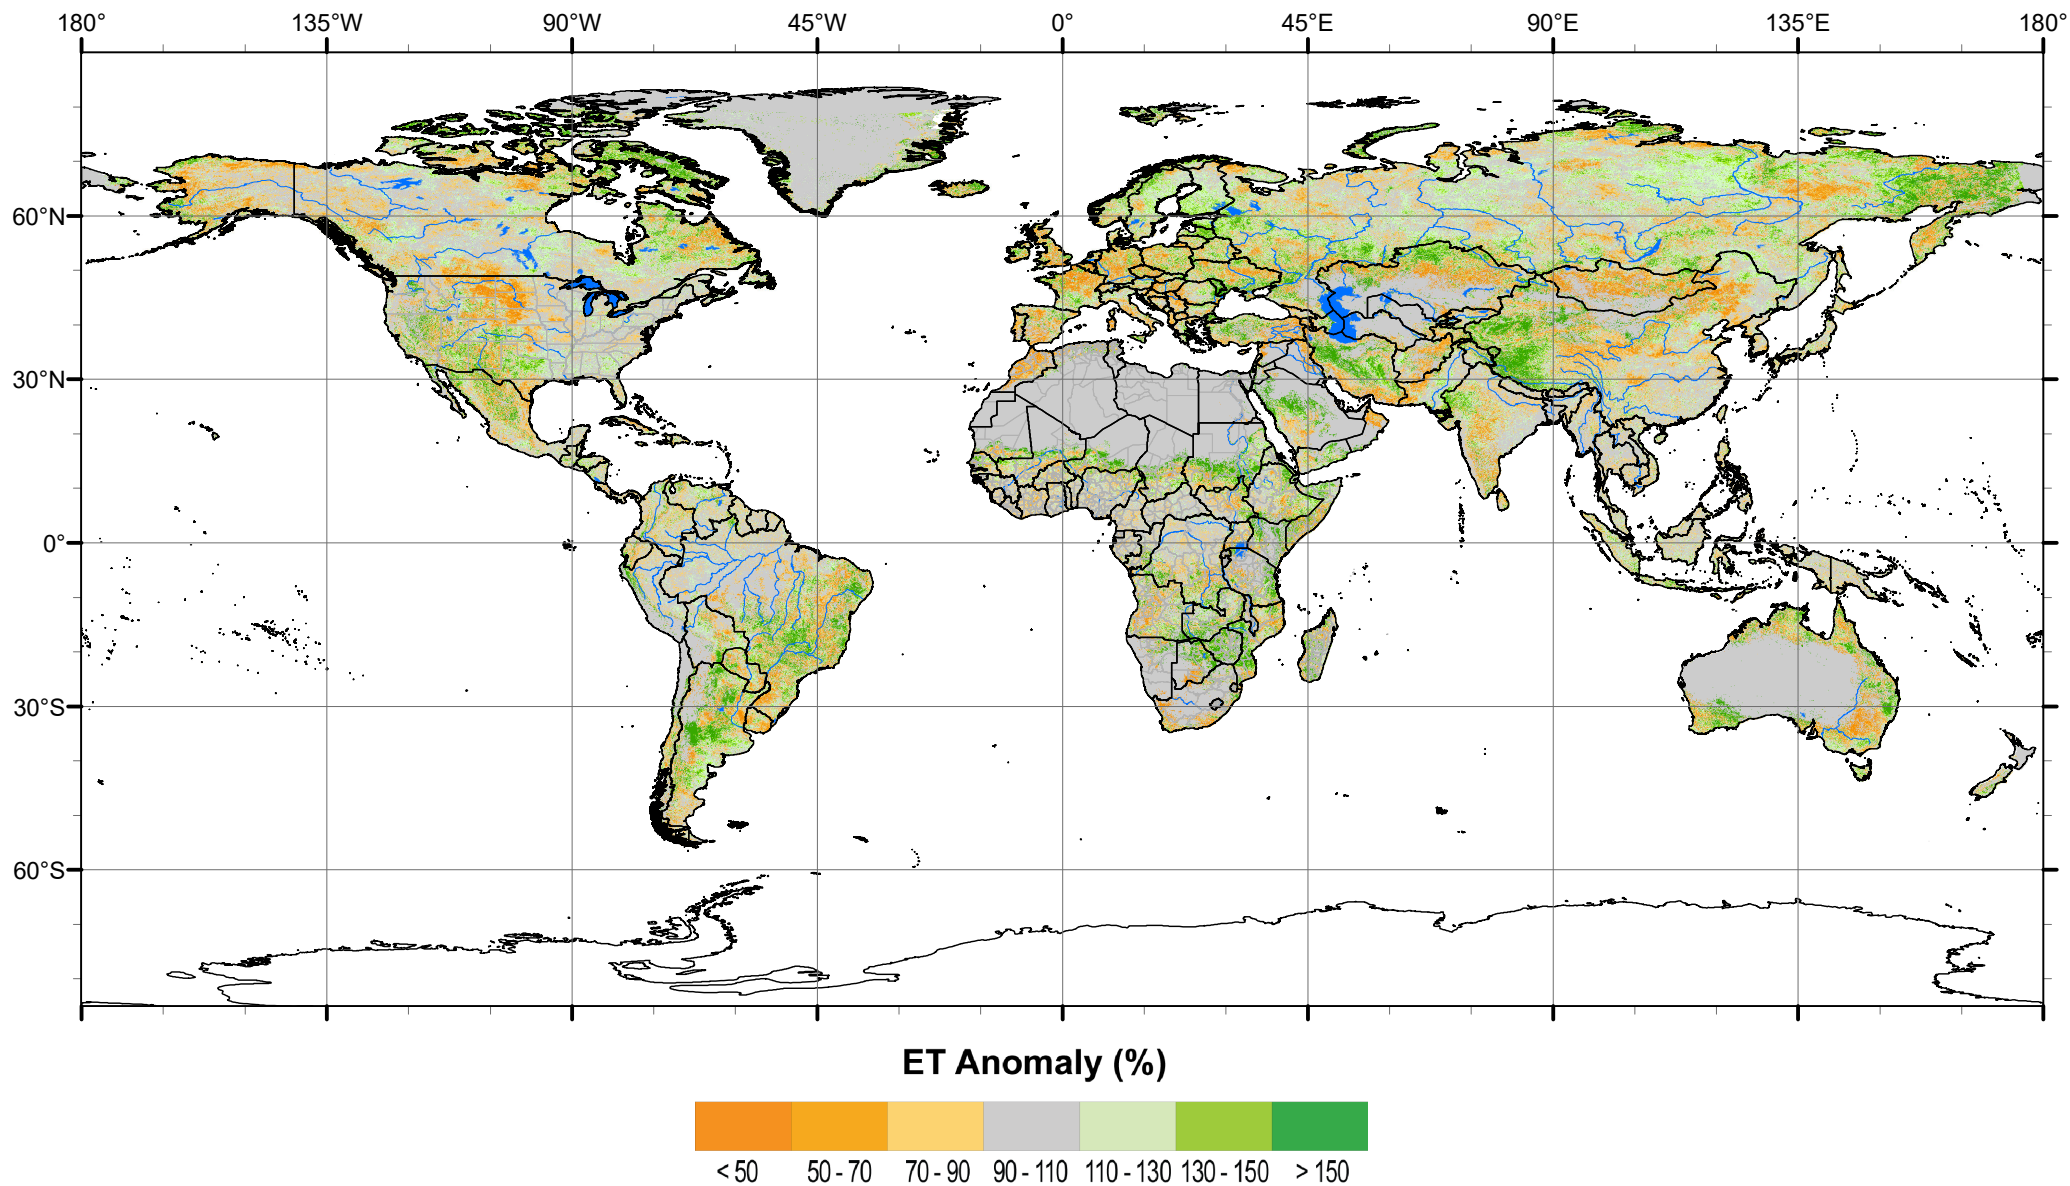 180° 135°W 90°W 45°W 0° 45°E 90°E 135°E 180°
60°N
30°N
0°
30°S
60°S
ET Anomaly (%)
< 50 50 - 70 70 - 90 90 - 110 110 - 130 130 - 150 > 150